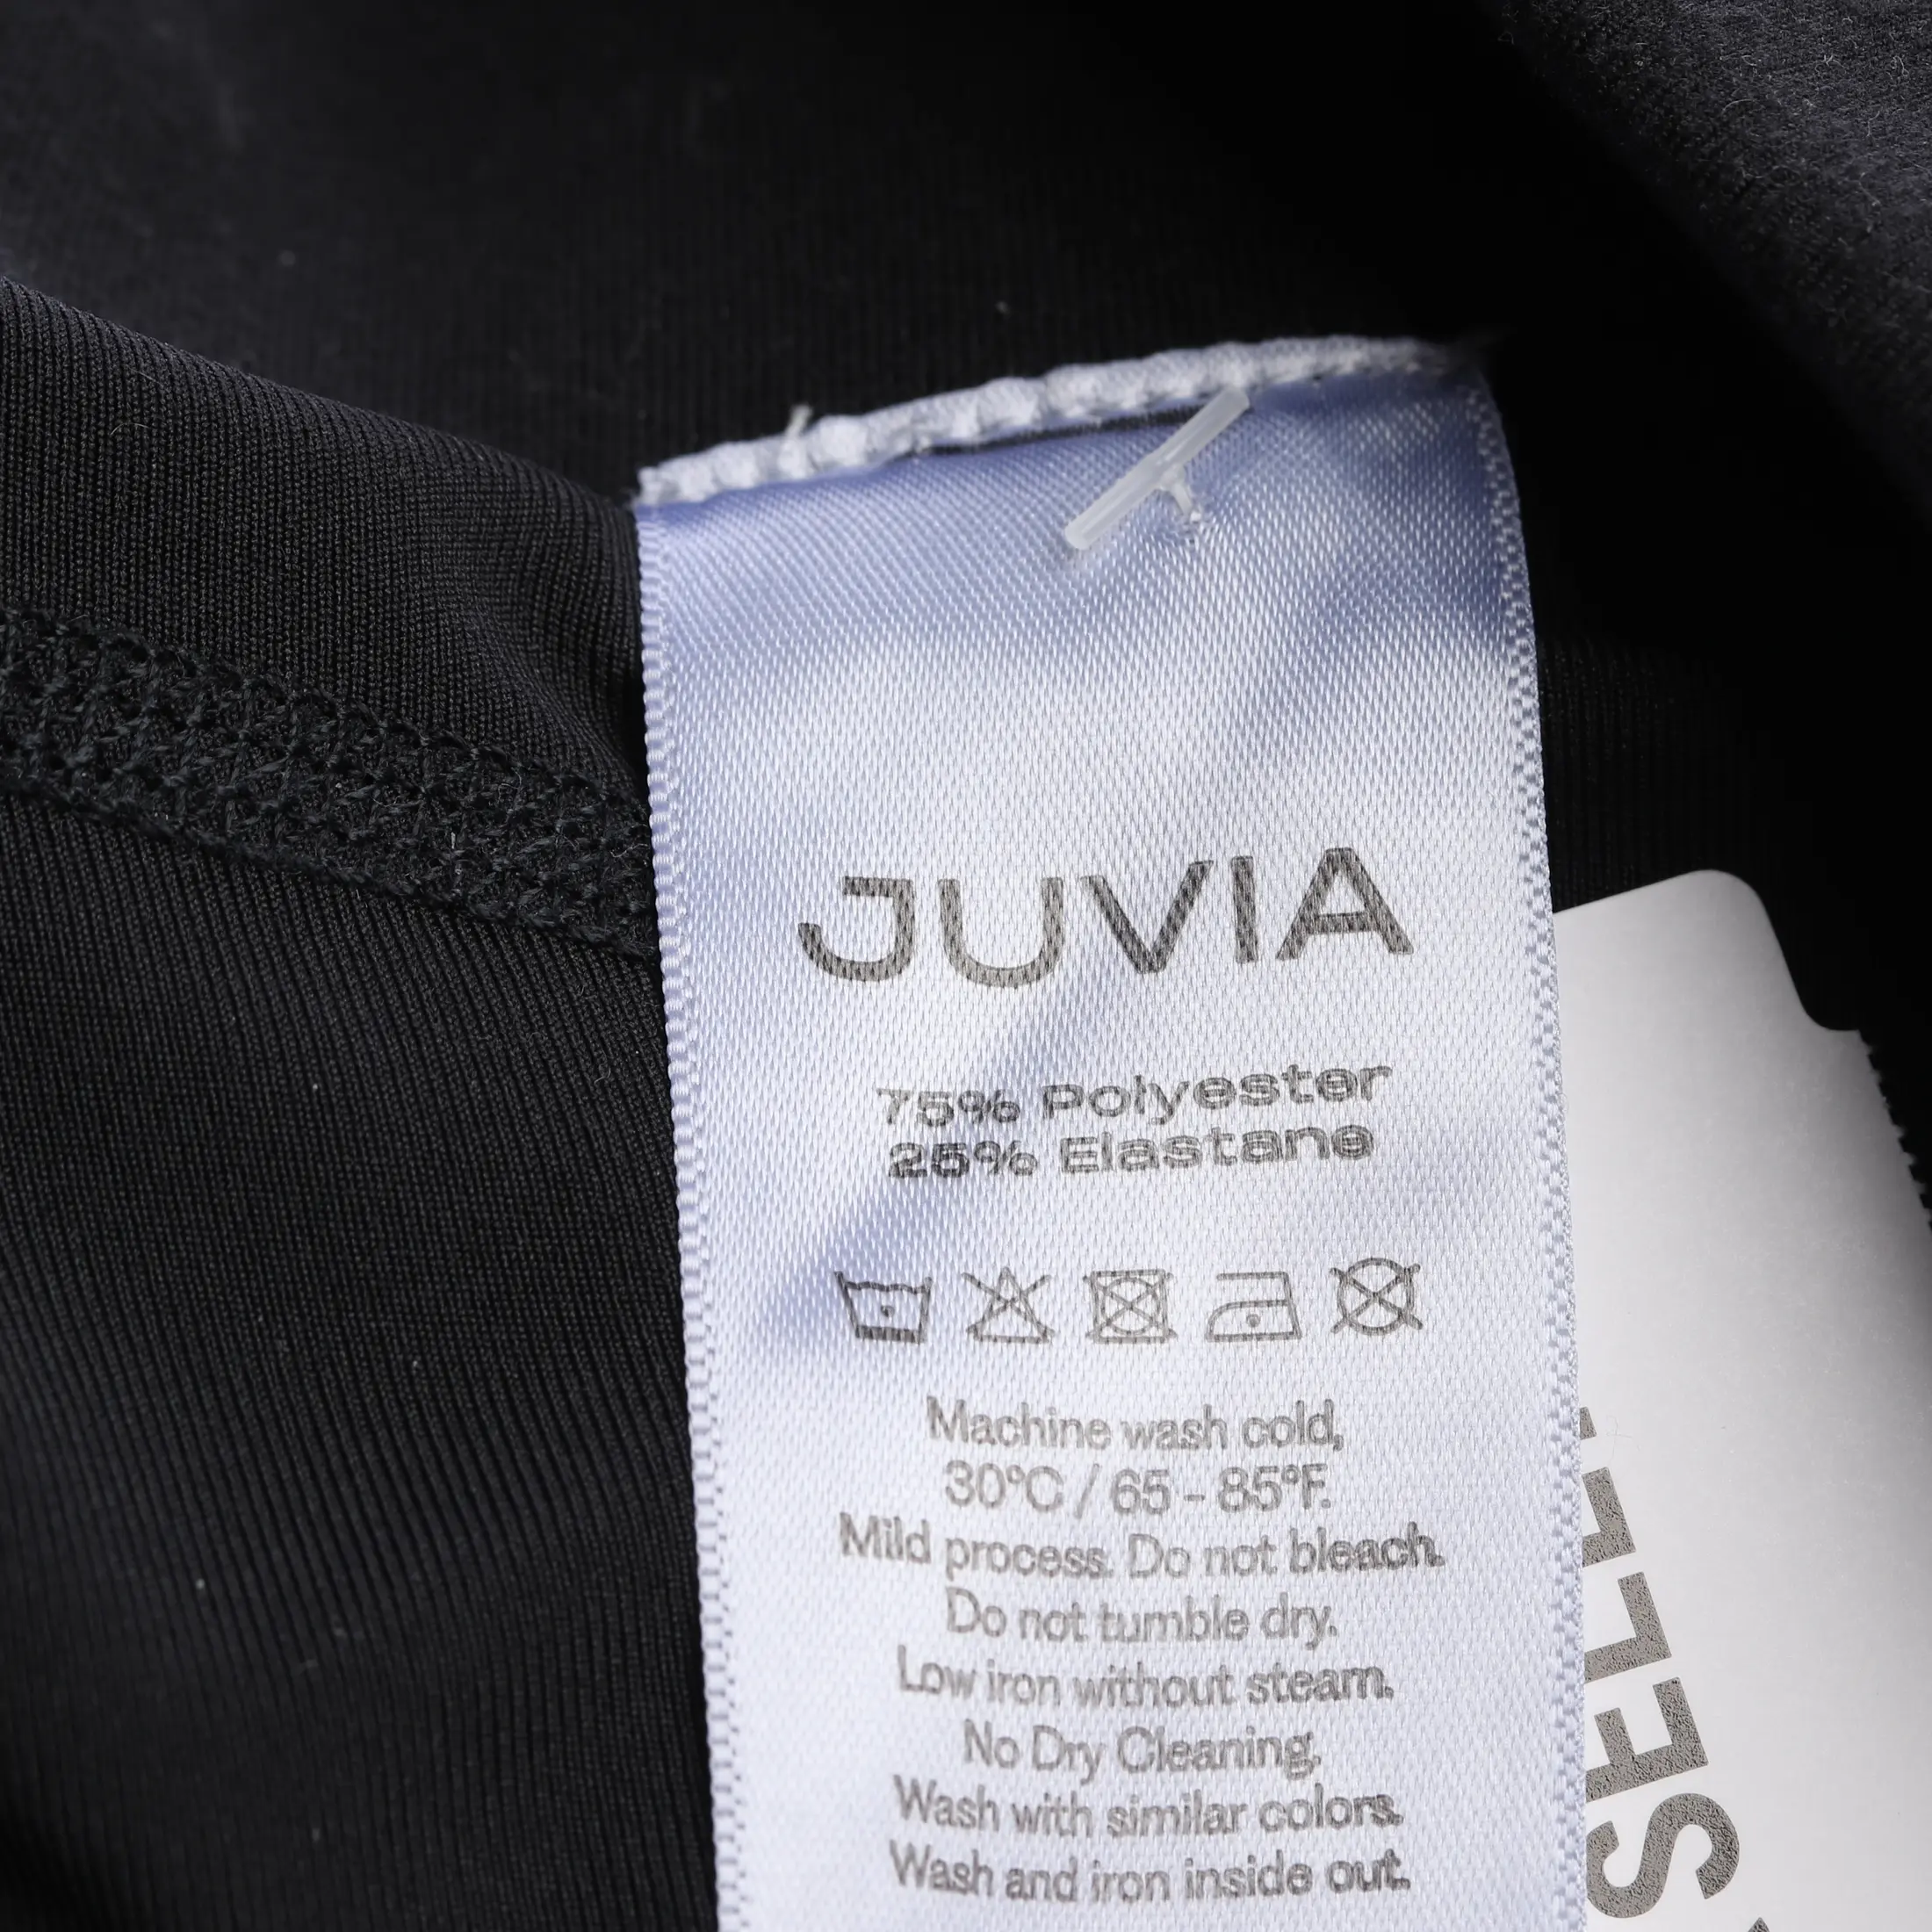 JUVIA
75% Polyester
25% Elastane
Machine wash cold,
30°C / 65 - 85°F.
Mild process. Do not bleach.
Do not tumble dry.
Low iron without steam.
No Dry Cleaning.
Wash with similar colors.
Wash and iron inside out.